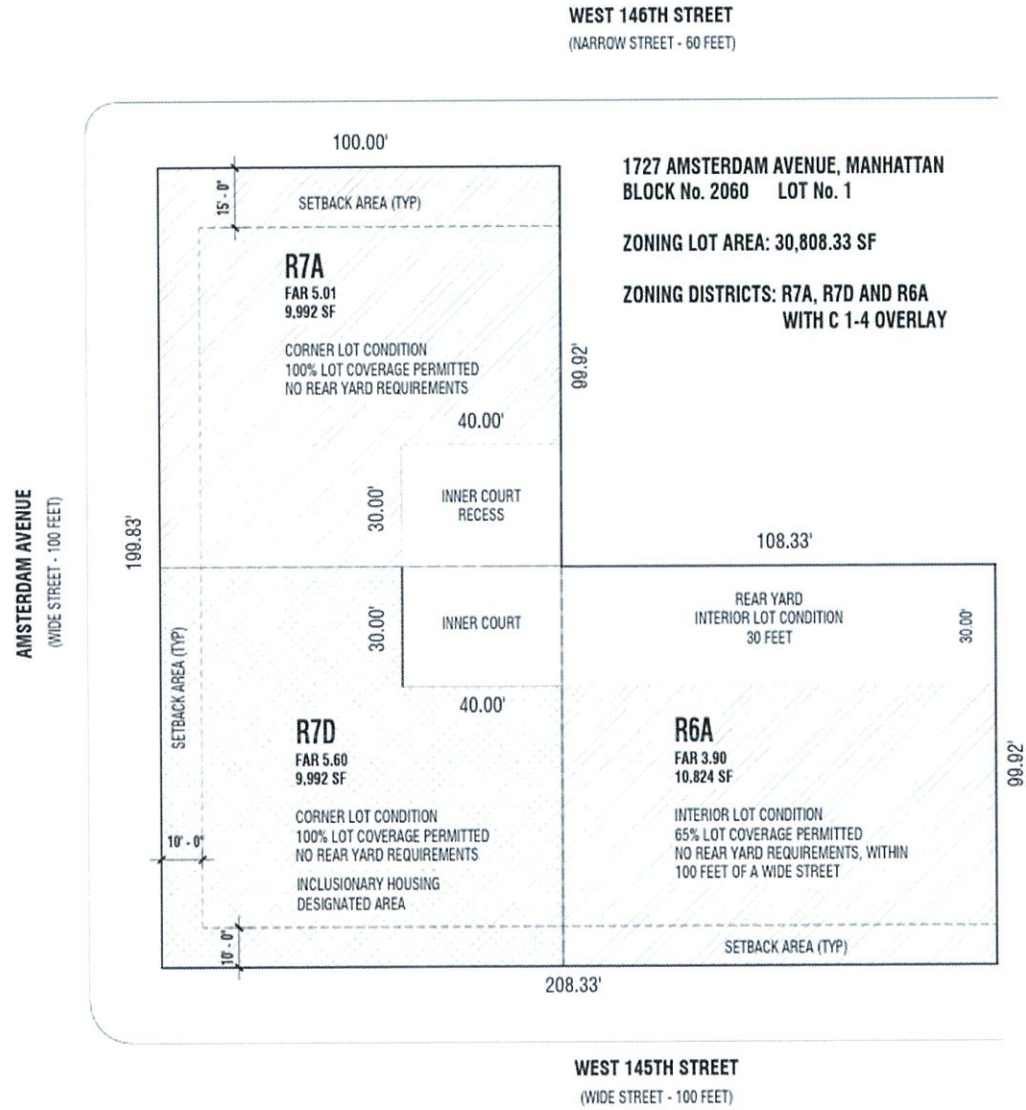 WEST 146TH STREET
(NARROW STREET - 60 FEET)
100.00'
1727 AMSTERDAM AVENUE, MANHATTAN
BLOCK No. 2060 LOT No. 1
ZONING LOT AREA: 30,808.33 SF
ZONING DISTRICTS: R7A, R7D AND R6A
WITH C 1-4 OVERLAY
15' - 0"
SETBACK AREA (TYP)
R7A
FAR 5.01
9,992 SF
CORNER LOT CONDITION
100% LOT COVERAGE PERMITTED
NO REAR YARD REQUIREMENTS
99.92'
40.00'
30.00'
INNER COURT
RECESS
AMSTERDAM AVENUE
(WIDE STREET - 100 FEET)
199.83'
108.33'
30.00'
INNER COURT
40.00'
REAR YARD
INTERIOR LOT CONDITION
30 FEET
30.00'
SETBACK AREA (TYP)
R7D
FAR 5.60
9,992 SF
CORNER LOT CONDITION
100% LOT COVERAGE PERMITTED
NO REAR YARD REQUIREMENTS
INCLUSIONARY HOUSING
DESIGNATED AREA
10' - 0"
10' - 0"
R6A
FAR 3.90
10,824 SF
INTERIOR LOT CONDITION
65% LOT COVERAGE PERMITTED
NO REAR YARD REQUIREMENTS, WITHIN
100 FEET OF A WIDE STREET
99.92'
SETBACK AREA (TYP)
208.33'
WEST 145TH STREET
(WIDE STREET - 100 FEET)